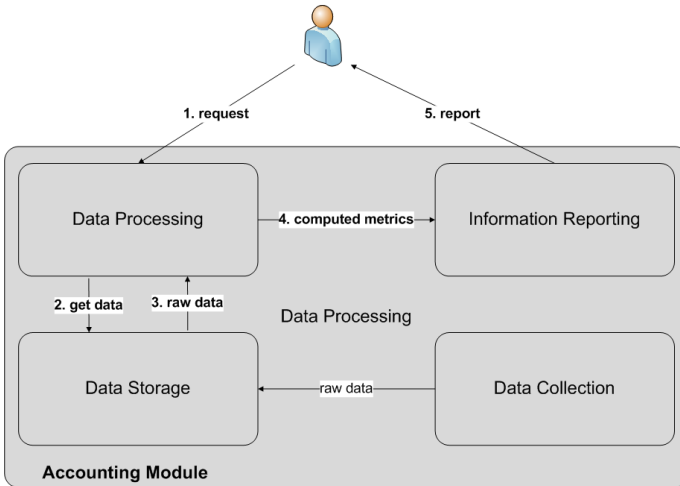 1. request
5. report
Data Processing
4. computed metrics
Information Reporting
2. get data
3. raw data
Data Processing
Data Storage
raw data
Data Collection
Accounting Module